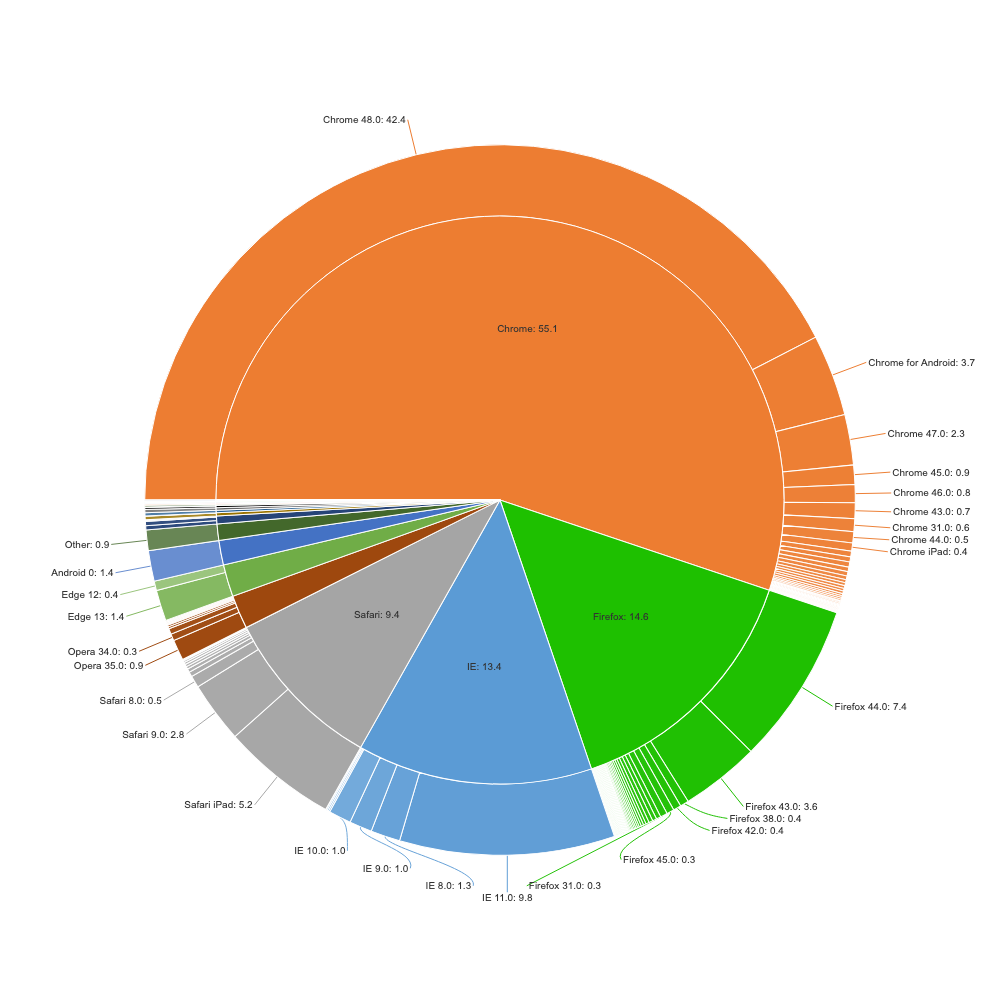 Chrome 48.0: 42.4
Chrome: 55.1
Chrome for Android: 3.7
Chrome 47.0: 2.3
Chrome 45.0: 0.9
Chrome 46.0: 0.8
Chrome 43.0: 0.7
Chrome 31.0: 0.6
Chrome 44.0: 0.5
Chrome iPad: 0.4
Other: 0.9
Android 0: 1.4
Edge 12: 0.4
Edge 13: 1.4
Safari: 9.4
Firefox: 14.6
Opera 34.0: 0.3
Opera 35.0: 0.9
IE: 13.4
Safari 8.0: 0.5
Firefox 44.0: 7.4
Safari 9.0: 2.8
Safari iPad: 5.2
Firefox 43.0: 3.6
Firefox 38.0: 0.4
Firefox 42.0: 0.4
IE 10.0: 1.0
Firefox 45.0: 0.3
IE 9.0: 1.0
IE 8.0: 1.3
Firefox 31.0: 0.3
IE 11.0: 9.8